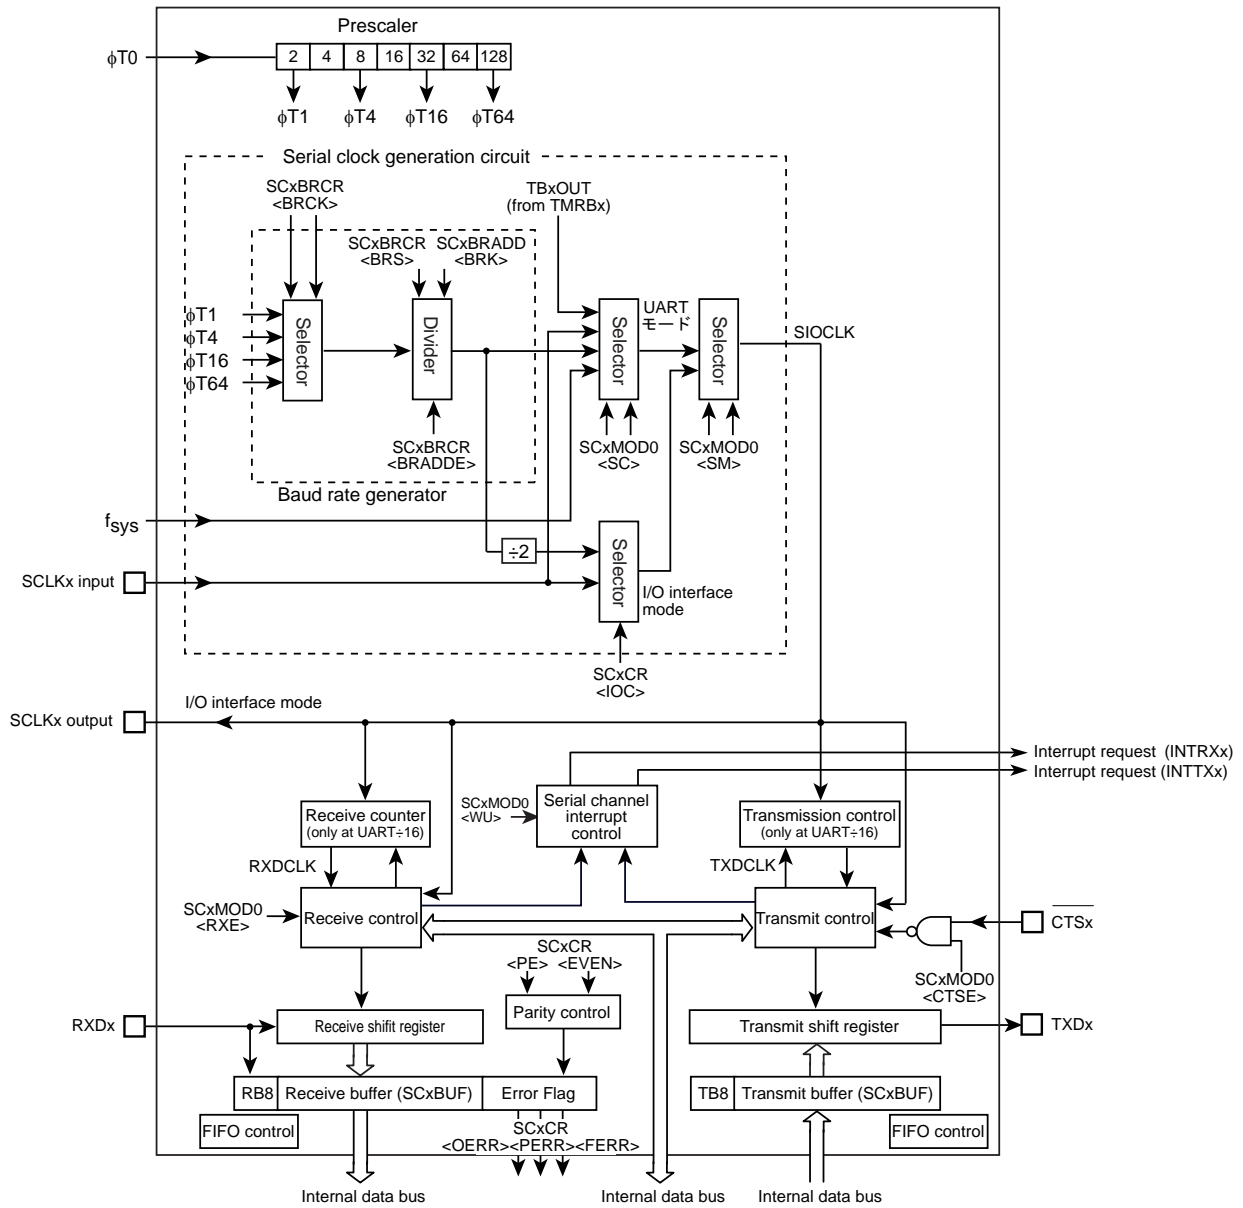 Prescaler
ϕT0
2 4 8 16 32 64 128
ϕT1 ϕT4 ϕT16 ϕT64
Serial clock generation circuit
SCxBRCR
<BRCK>
TBxOUT
(from TMRBx)
SCxBRCR
<BRS>
SCxBRADD
<BRK>
ϕT1
ϕT4
ϕT16
ϕT64
Selector
Divider
Selector
UART
モード
Selector
SIOCLK
SCxBRCR
<BRADDE>
SCxMOD0
<SC>
SCxMOD0
<SM>
Baud rate generator
fsys
÷2
Selector
SCLKx input
I/O interface
mode
SCxCR
<IOC>
I/O interface mode
SCLKx output
Interrupt request (INTRXx)
Interrupt request (INTTXx)
Receive counter
(only at UART÷16)
SCxMOD0
<WU>
Serial channel
interrupt
control
Transmission control
(only at UART÷16)
RXDCLK
TXDCLK
SCxMOD0
<RXE>
Receive control
Transmit control
CTSx
SCxMOD0
<CTSE>
SCxCR
<PE> <EVEN>
Parity control
RXDx
Receive shifit register
Transmit shift register
TXDx
RB8
Receive buffer (SCxBUF)
Error Flag
TB8
Transmit buffer (SCxBUF)
FIFO control
SCxCR
<OERR><PERR><FERR>
FIFO control
Internal data bus
Internal data bus
Internal data bus